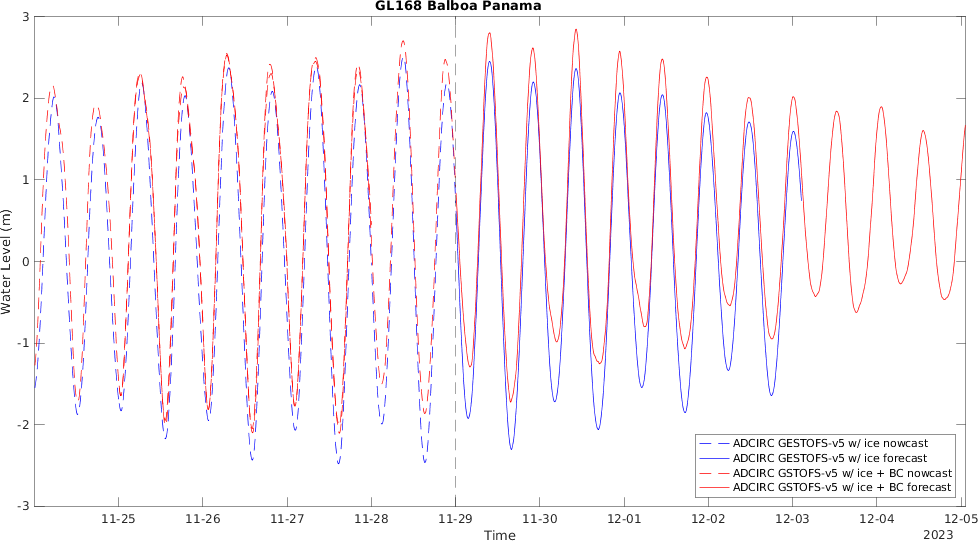 GL168 Balboa Panama
3
2
1
0
-1
-2
-3
Water Level (m)
ADCIRC GESTOFS-v5 w/ ice nowcast
ADCIRC GESTOFS-v5 w/ ice forecast
ADCIRC GSTOFS-v5 w/ ice + BC nowcast
ADCIRC GSTOFS-v5 w/ ice + BC forecast
11-25 11-26 11-27 11-28 11-29 11-30 12-01 12-02 12-03 12-04 12-05
Time
2023